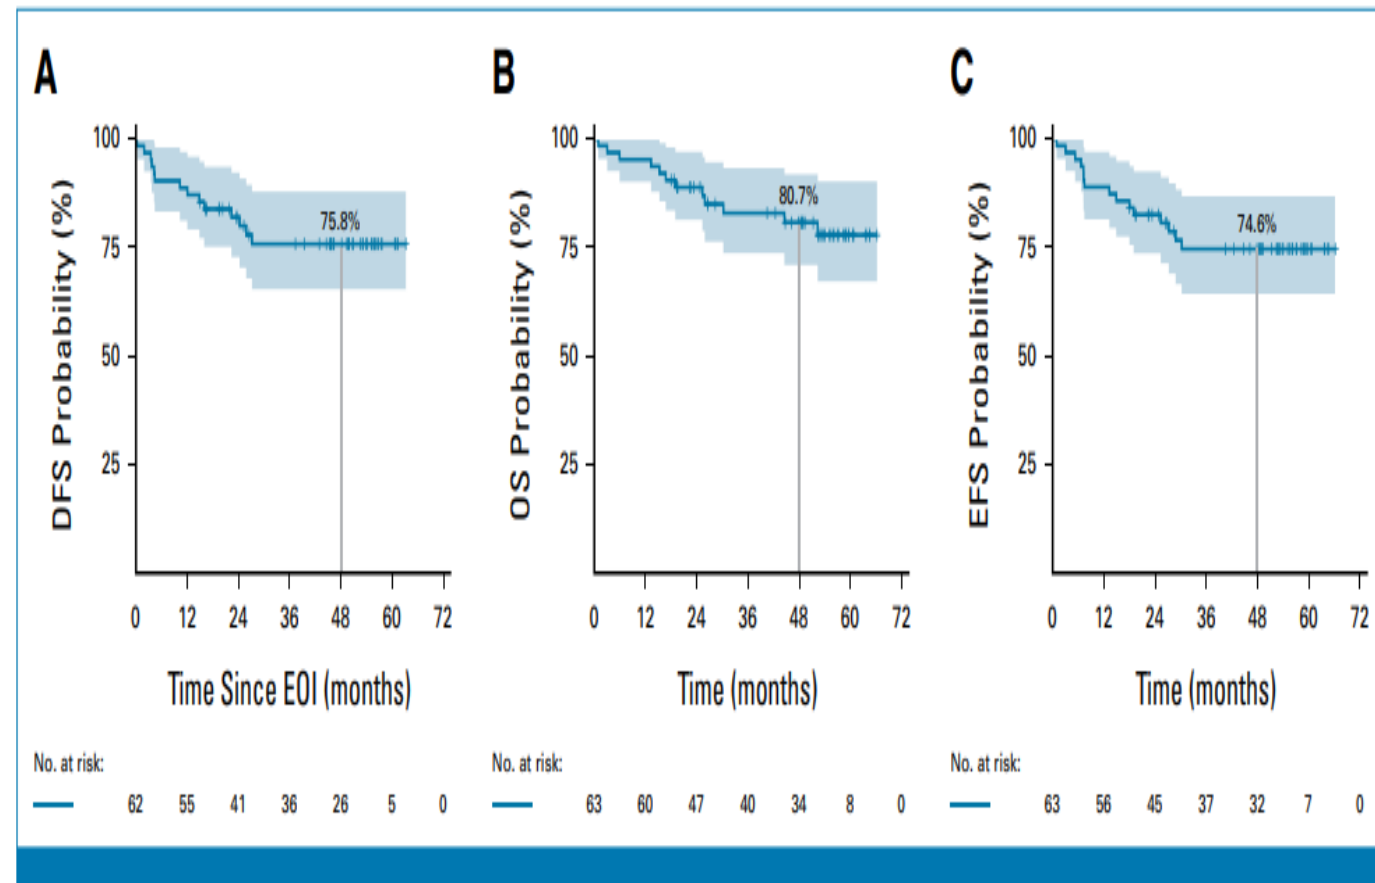 A
DFS Probability (%)
100
75
50
25
75.8%
0 12 24 36 48 60 72
Time Since EOI (months)
No. at risk:
62 55 41 36 26 5 0
B
OS Probability (%)
100
75
50
25
80.7%
0 12 24 36 48 60 72
Time (months)
No. at risk:
63 60 47 40 34 8 0
C
EFS Probability (%)
100
75
50
25
74.6%
0 12 24 36 48 60 72
Time (months)
No. at risk:
63 56 45 37 32 7 0